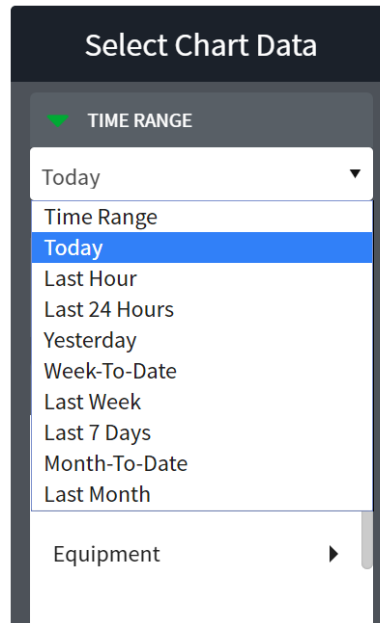 Select Chart Data
TIME RANGE
Today
Time Range
Today
Last Hour
Last 24 Hours
Yesterday
Week-To-Date
Last Week
Last 7 Days
Month-To-Date
Last Month
Equipment